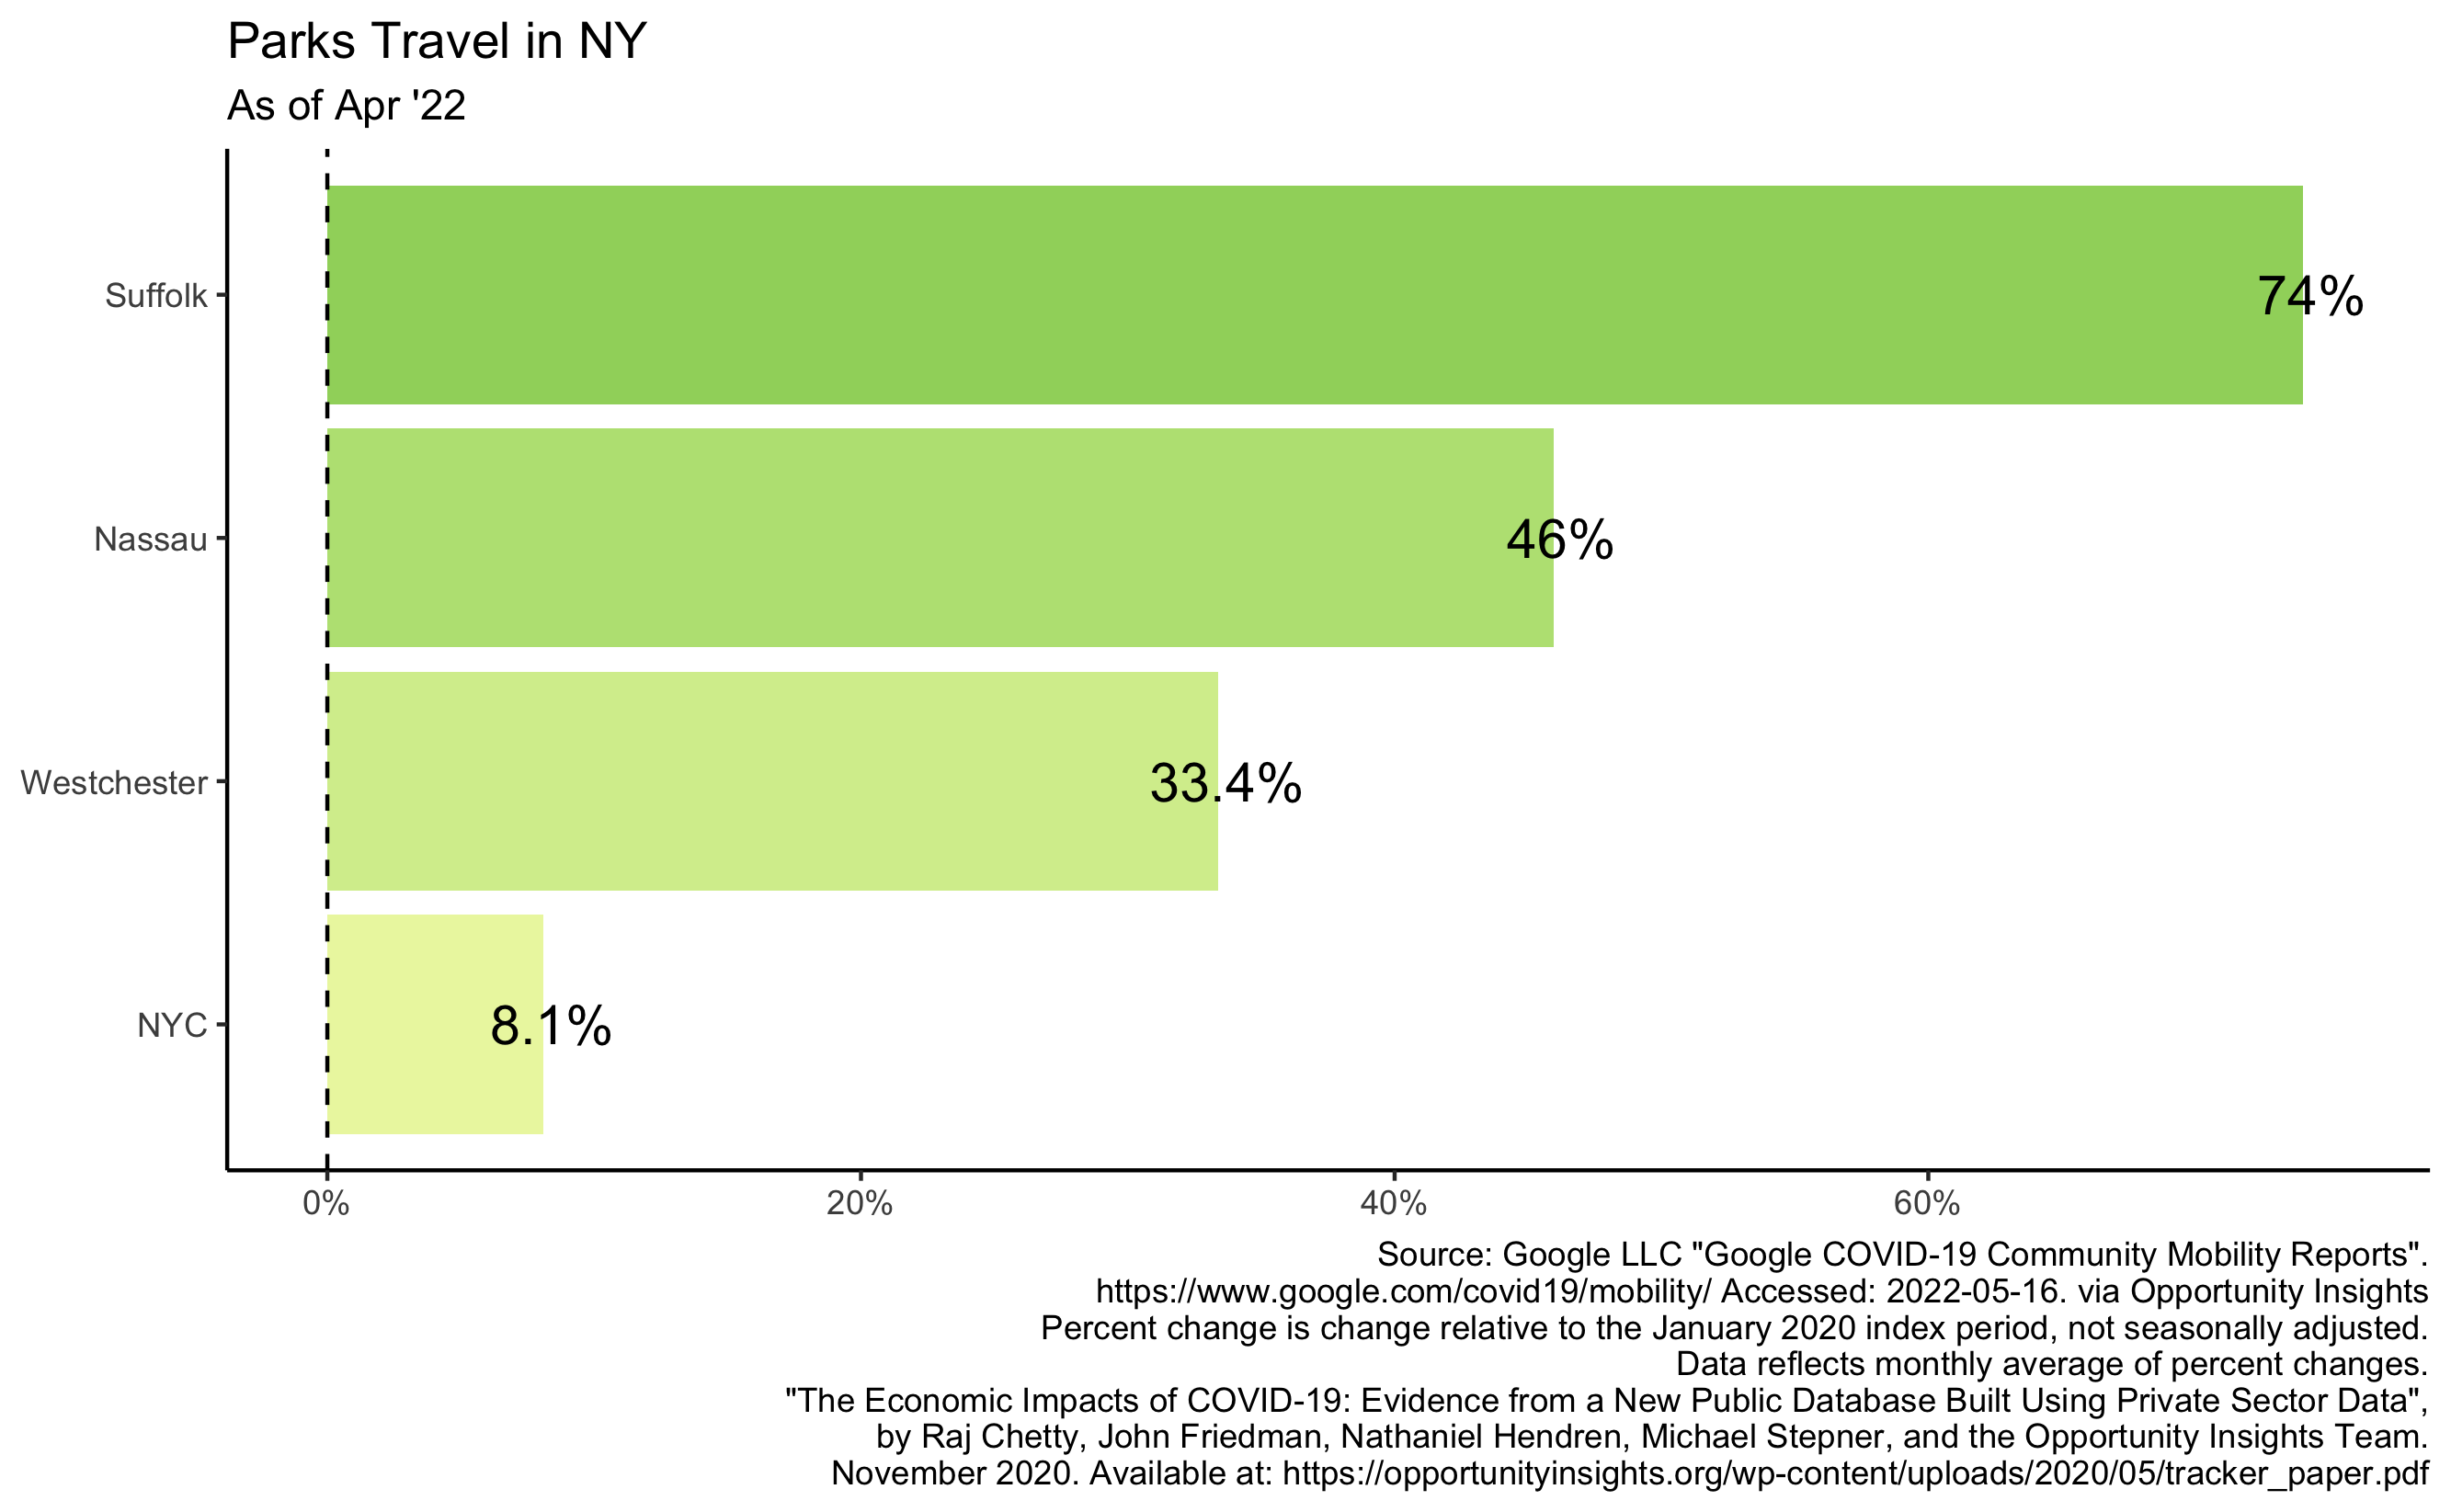 Parks Travel in NY
As of Apr '22
Suffolk
74%
Nassau
46%
Westchester
33.4%
NYC
8.1%
0%
20%
40%
60%
Source: Google LLC "Google COVID-19 Community Mobility Reports".
https://www.google.com/covid19/mobility/ Accessed: 2022-05-16. via Opportunity Insights
Percent change is change relative to the January 2020 index period, not seasonally adjusted.
Data reflects monthly average of percent changes.
"The Economic Impacts of COVID-19: Evidence from a New Public Database Built Using Private Sector Data",
by Raj Chetty, John Friedman, Nathaniel Hendren, Michael Stepner, and the Opportunity Insights Team.
November 2020. Available at: https://opportunityinsights.org/wp-content/uploads/2020/05/tracker_paper.pdf